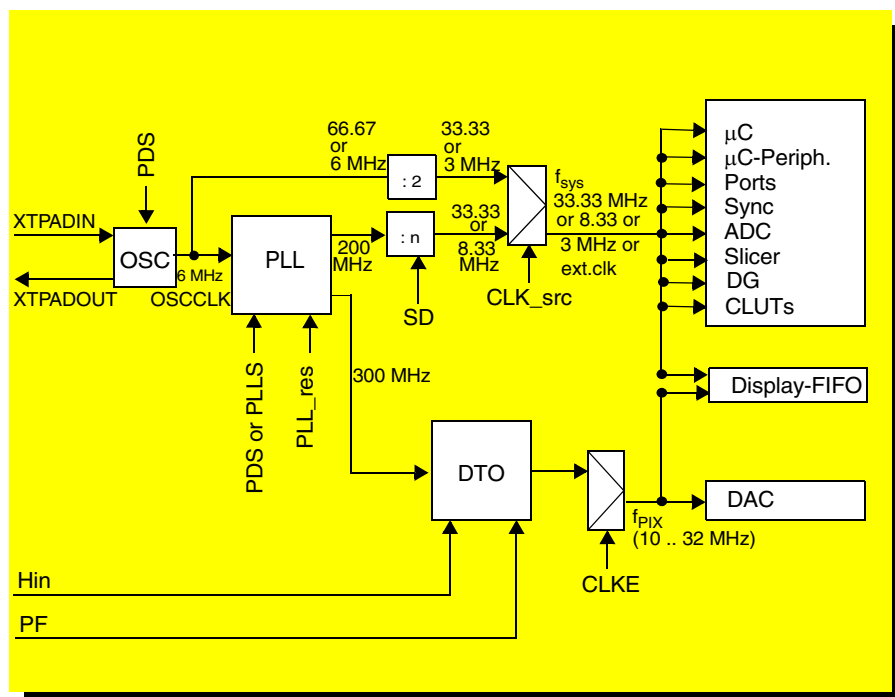 PDS
XTPADIN
XTPADOUT
OSC
6 MHz
OSCCLK
PLL
66.67
or
6 MHz
: 2
33.33
or
3 MHz
200
MHz
: n
SD
33.33
or
8.33
MHz
CLK_src
fsys
33.33 MHz
or 8.33 or
3 MHz or
ext.clk
μC
μC-Periph.
Ports
Sync
ADC
Slicer
DG
CLUTs
PDS or PLLS
PLL_res
300 MHz
Display-FIFO
DTO
DAC
fPIX
(10 .. 32 MHz)
CLKE
Hin
PF